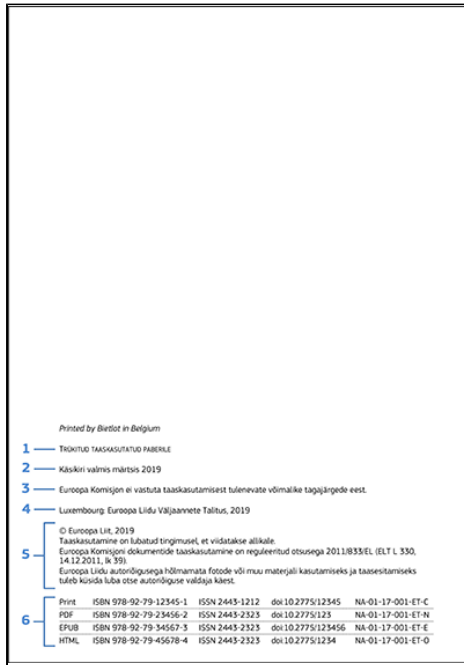 Printed by Bietlot in Belgium
1 TRÜKITUD TAASKASUTATUD PABERILE
2 Käsikiri valmis märtsis 2019
3 Euroopa Komisjon ei vastuta taaskasutamisest tulenevate võimalike tagajärgede eest.
4 Luxembourg: Euroopa Liidu Väljaannete Talitus, 2019
5 © Euroopa Liit, 2019
Taaskasutamine on lubatud tingimusel, et viidatakse allikale.
Euroopa Komisjoni dokumentide taaskasutamine on reguleeritud otsusega 2011/833/EL (ELT L 330,
14.12.2011, lk 39).
Euroopa Liidu autoriõigusega hõlmamata fotode või muu materjali kasutamiseks ja taasesitamiseks
tuleb küsida luba otse autoriõiguse valdaja käest.
6 Print ISBN 978-92-79-12345-1 ISSN 2443-1212 doi:10.2775/12345 NA-01-17-001-ET-C
PDF ISBN 978-92-79-23456-2 ISSN 2443-2323 doi:10.2775/123 NA-01-17-001-ET-N
EPUB ISBN 978-92-79-34567-3 ISSN 2443-2323 doi:10.2775/123456 NA-01-17-001-ET-E
HTML ISBN 978-92-79-45678-4 ISSN 2443-2323 doi:10.2775/1234 NA-01-17-001-ET-O